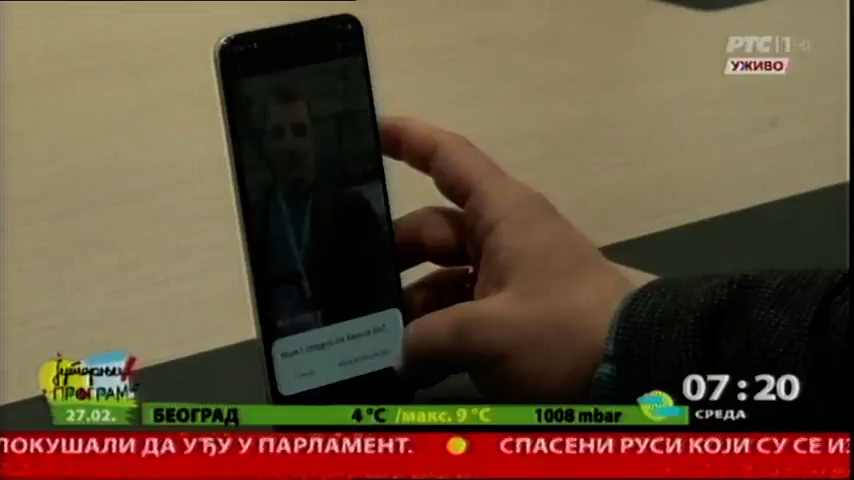 РТС|1
УЖИВО
Јутарњи
ПРОГРАМ
27.02.
БЕОГРАД 4°C /макс. 9°C 1008 mbar
07:20
СРЕДА
ПОКУШАЛИ ДА УЂУ У ПАРЛАМЕНТ. СПАСЕНИ РУСИ КОЈИ СУ СЕ ИЗ